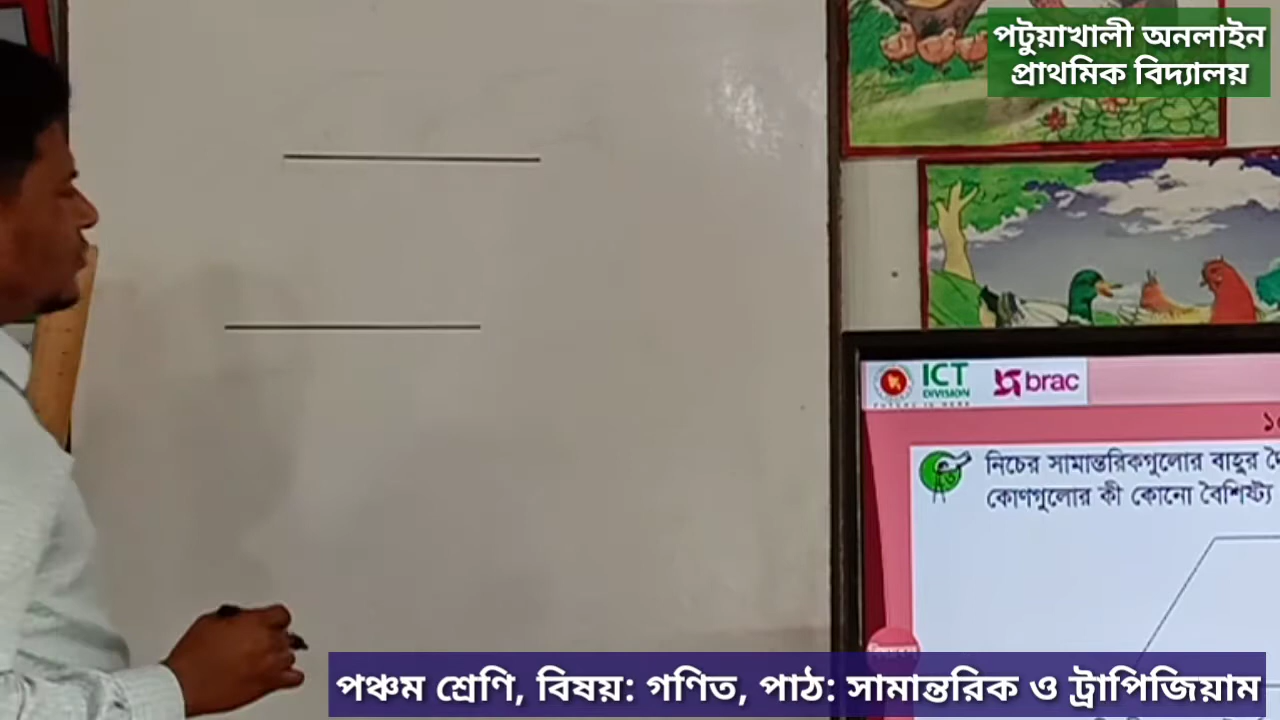 পটুয়াখালী অনলাইন
প্রাথমিক বিদ্যালয়
ICT
DIVISION
brac
নিচের সামান্তরিকগুলোর বাহুর
কোণগুলোর কী কোনো বৈশিষ্ট্য
পঞ্চম শ্রেণি, বিষয়: গণিত, পাঠ: সামান্তরিক ও ট্রাপিজিয়াম